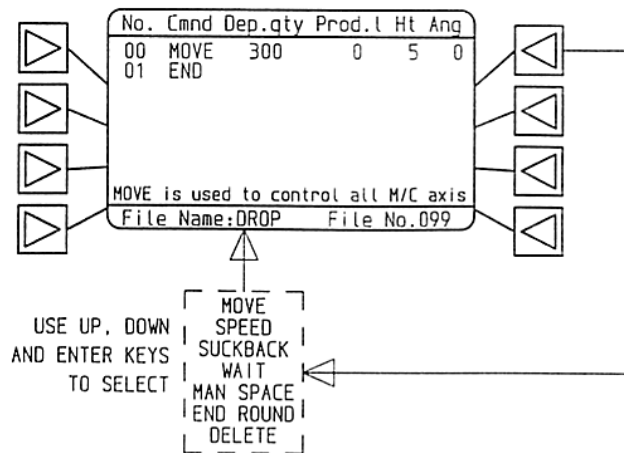 No. Cmnd Dep.qty Prod.l Ht Ang
00 MOVE 300 0 5 0
01 END
MOVE is used to control all M/C axis
File Name:DROP File No.099
USE UP, DOWN
AND ENTER KEYS
TO SELECT
MOVE
SPEED
SUCKBACK
WAIT
MAN SPACE
END ROUND
DELETE